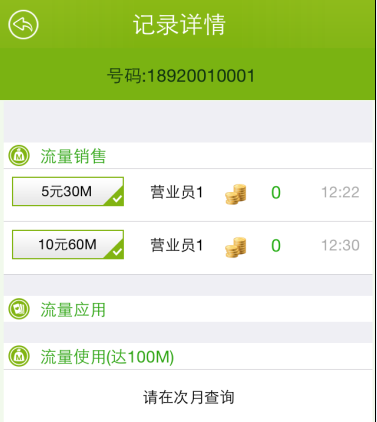 记录详情
号码:18920010001
流量销售
5元30M 营业员1 0 12:22
10元60M 营业员1 0 12:30
流量应用
流量使用(达100M)
请在次月查询